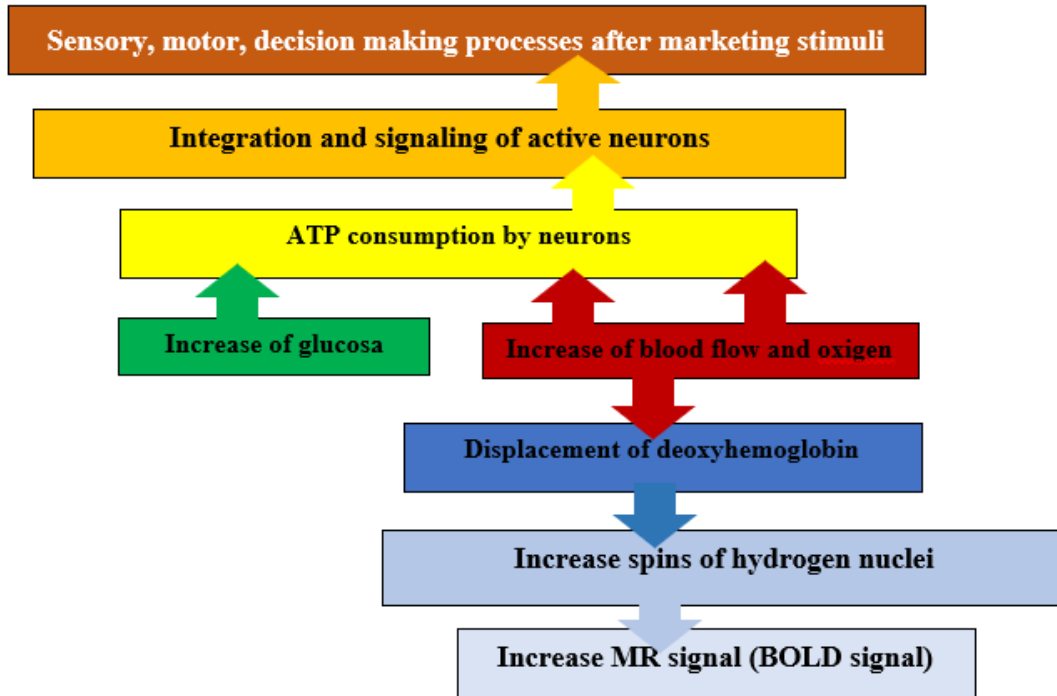 Sensory, motor, decision making processes after marketing stimuli
Integration and signaling of active neurons
ATP consumption by neurons
Increase of glucosa
Increase of blood flow and oxigen
Displacement of deoxyhemoglobin
Increase spins of hydrogen nuclei
Increase MR signal (BOLD signal)